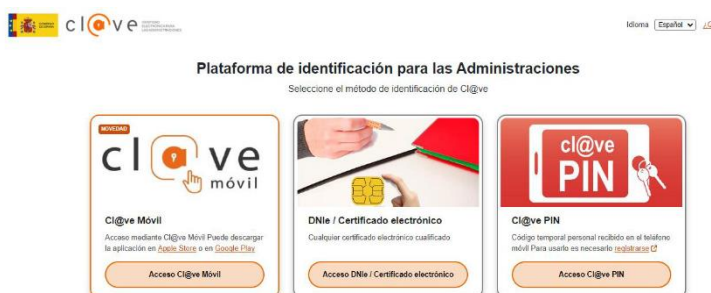 cl@ve
Idioma Español
Plataforma de identificación para las Administraciones
Seleccione el método de identificación de Cl@ve
NOVEDAD
cl@ve
móvil
Cl@ve Móvil
Acceso mediante Cl@ve Móvil Puede descargar
la aplicación en Apple Store o en Google Play
Acceso Cl@ve Móvil
DNIe / Certificado electrónico
Cualquier certificado electrónico cualificado
Acceso DNIe / Certificado electrónico
cl@ve
PIN
Cl@ve PIN
Código temporal personal recibido en el teléfono
móvil Para usarlo es necesario registrarse
Acceso Cl@ve PIN